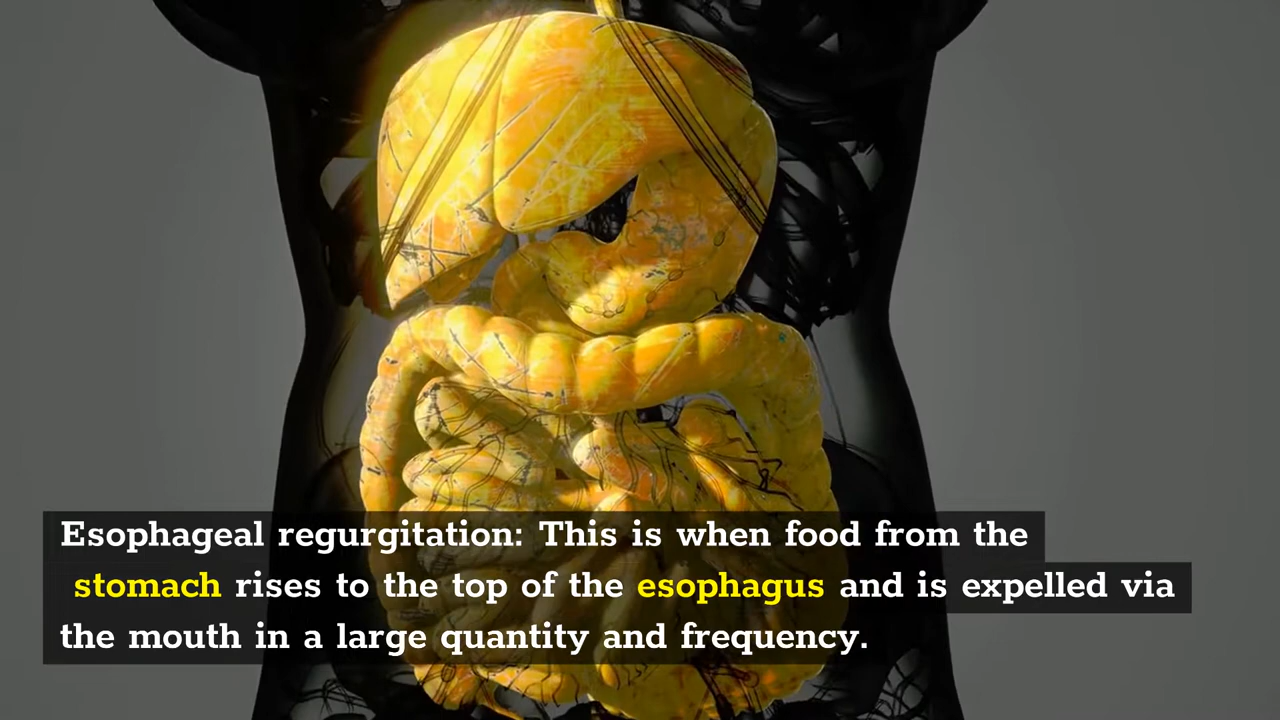 Esophageal regurgitation: This is when food from the
stomach rises to the top of the esophagus and is expelled via
the mouth in a large quantity and frequency.